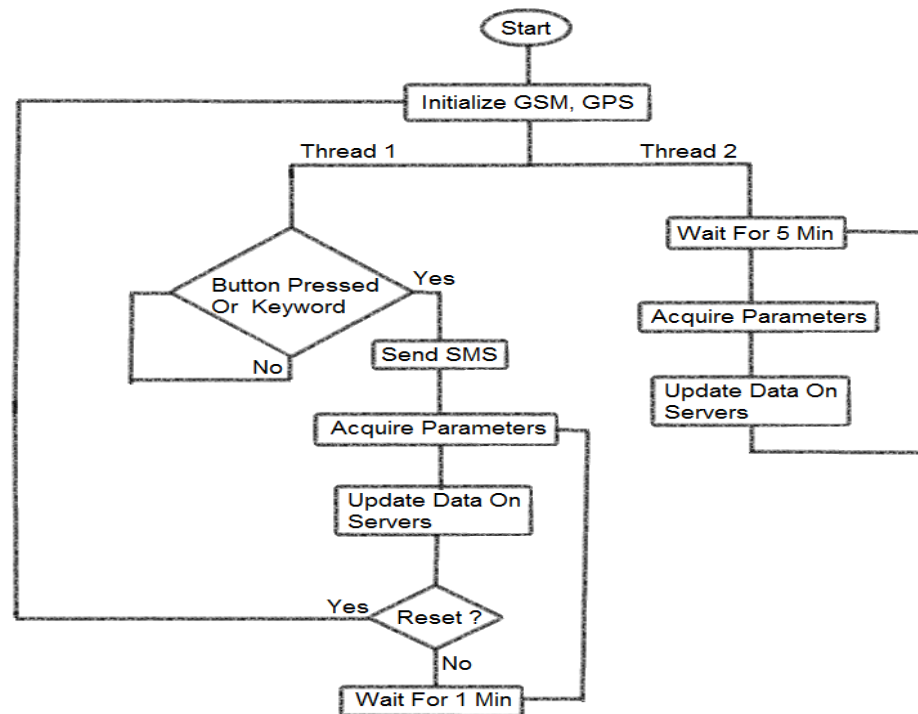 Start
Initialize GSM, GPS
Thread 1
Thread 2
Button Pressed
Or Keyword
Yes
No
Send SMS
Acquire Parameters
Update Data On
Servers
Reset ?
Yes
No
Wait For 1 Min
Wait For 5 Min
Acquire Parameters
Update Data On
Servers